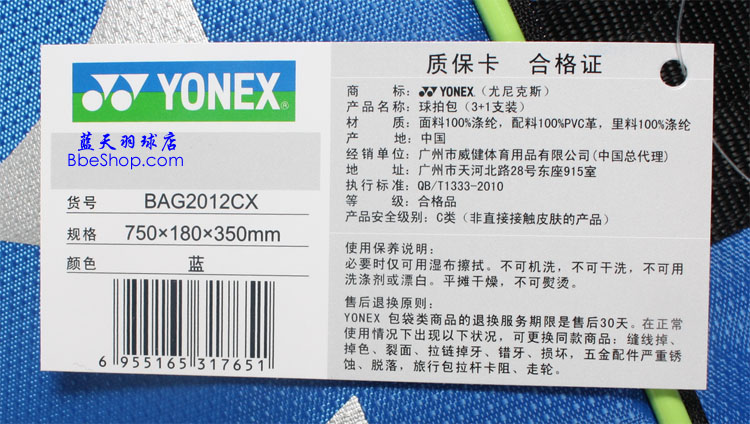 YONEX®
蓝天羽球店
BbeShop.com
货号 BAG2012CX
规格 750×180×350mm
颜色 蓝
6 955165 317651
质保卡 合格证
商 标：YONEX（尤尼克斯）
产品名称：球拍包（3+1支装）
材 质：面料100%涤纶，配料100%PVC革，里料100%涤纶
产 地：中国
经销单位：广州市威健体育用品有限公司(中国总代理)
地 址：广州市天河北路28号东座915室
执行标准：QB/T1333-2010
等 级：合格品
产品安全级别：C类（非直接接触皮肤的产品）
使用保养说明：
必要时仅可用湿布擦拭。不可机洗，不可干洗，不可用
洗涤剂或漂白。平摊干燥，不可熨烫。
售后退换原则：
YONEX 包袋类商品的退换服务期限是售后30天。在正常
使用情况下出现以下状况，可更换同款商品：缝线掉、
掉色、裂面、拉链掉牙、错牙、损坏，五金配件严重锈
蚀、脱落，旅行包拉杆卡阻、走轮。